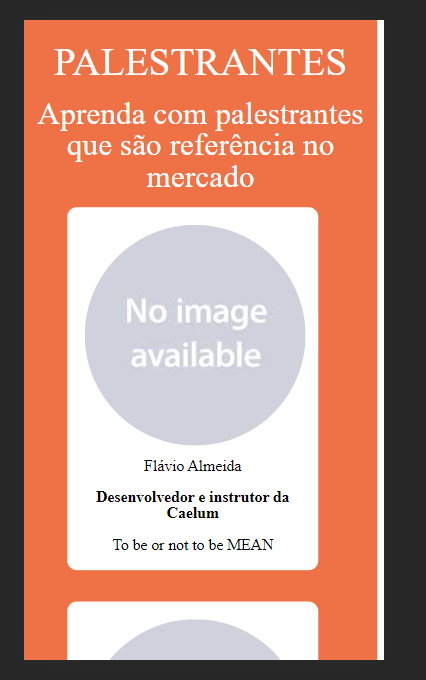 PALESTRANTES
Aprenda com palestrantes
que são referência no
mercado
No image
available
Flávio Almeida
Desenvolvedor e instrutor da
Caelum
To be or not to be MEAN